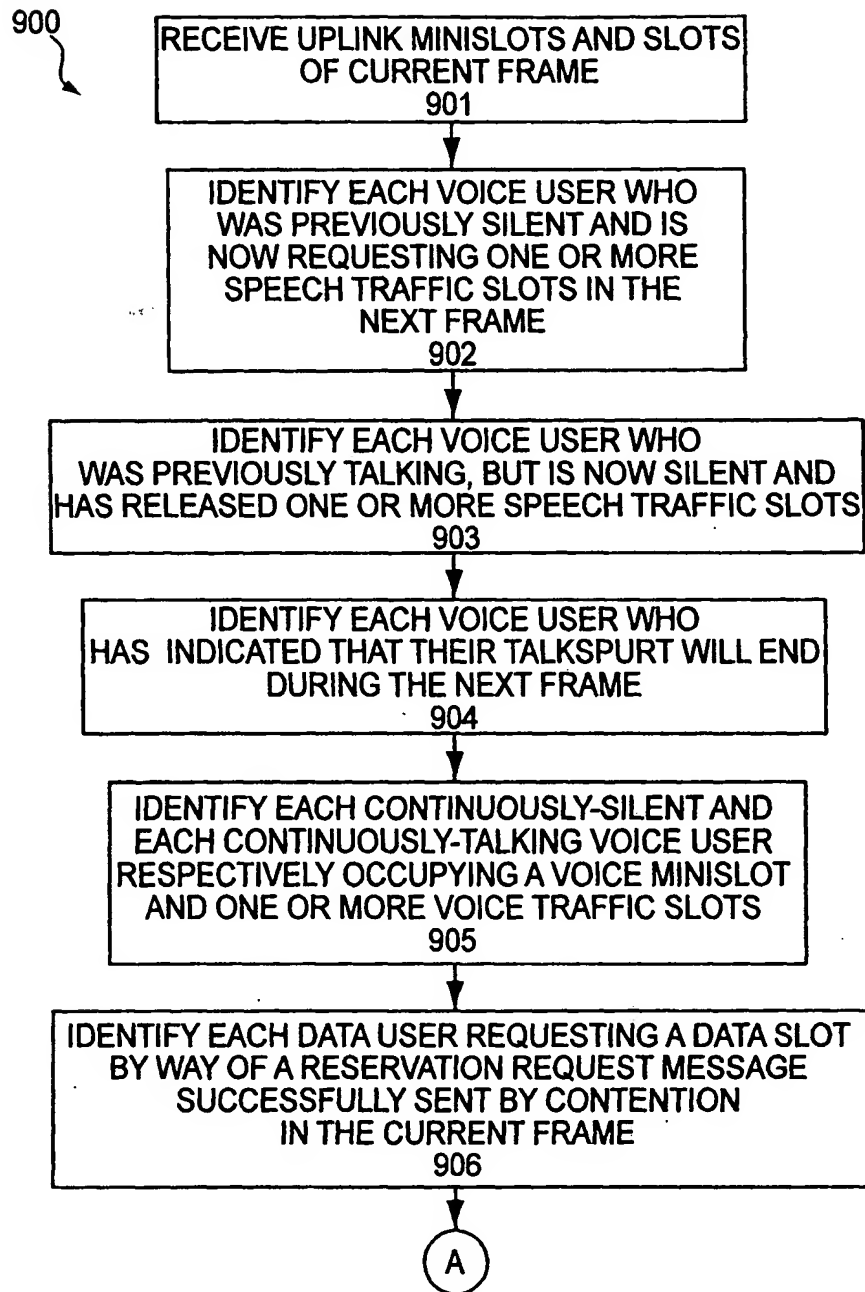 900
RECEIVE UPLINK MINISLOTS AND SLOTS
OF CURRENT FRAME
901
IDENTIFY EACH VOICE USER WHO
WAS PREVIOUSLY SILENT AND IS
NOW REQUESTING ONE OR MORE
SPEECH TRAFFIC SLOTS IN THE
NEXT FRAME
902
IDENTIFY EACH VOICE USER WHO
WAS PREVIOUSLY TALKING, BUT IS NOW SILENT AND
HAS RELEASED ONE OR MORE SPEECH TRAFFIC SLOTS
903
IDENTIFY EACH VOICE USER WHO
HAS INDICATED THAT THEIR TALKSPURT WILL END
DURING THE NEXT FRAME
904
IDENTIFY EACH CONTINUOUSLY-SILENT AND
EACH CONTINUOUSLY-TALKING VOICE USER
RESPECTIVELY OCCUPYING A VOICE MINISLOT
AND ONE OR MORE VOICE TRAFFIC SLOTS
905
IDENTIFY EACH DATA USER REQUESTING A DATA SLOT
BY WAY OF A RESERVATION REQUEST MESSAGE
SUCCESSFULLY SENT BY CONTENTION
IN THE CURRENT FRAME
906
A